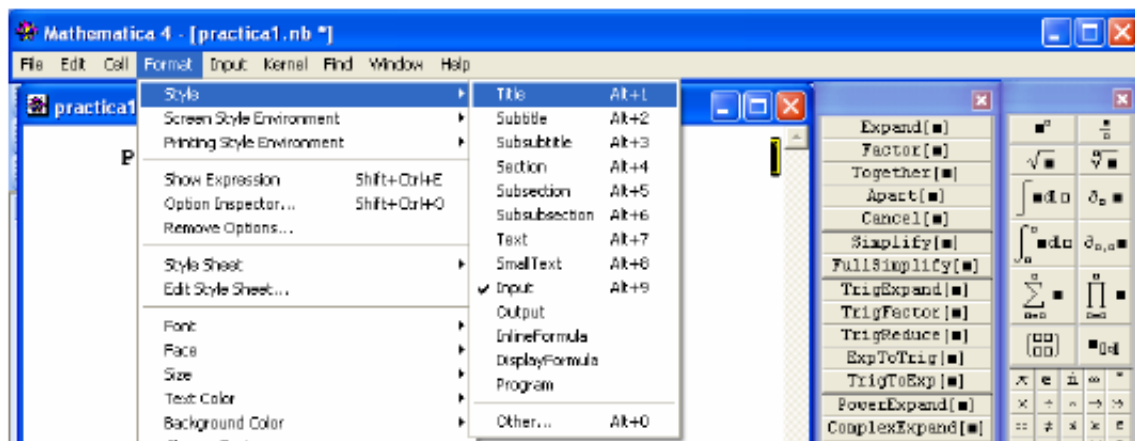 Mathematica 4 - [practica1.nb *]
File Edit Cell Format Input Kernel Find Window Help
practica1
P
Style
Screen Style Environment
Printing Style Environment
Show Expression Shift+Ctrl+E
Option Inspector... Shift+Ctrl+O
Remove Options...
Style Sheet
Edit Style Sheet...
Font
Face
Size
Text Color
Background Color
Title Alt+1
Subtitle Alt+2
Subsubtitle Alt+3
Section Alt+4
Subsection Alt+5
Subsubsection Alt+6
Text Alt+7
SmallText Alt+8
Input Alt+9
Output
InlineFormula
DisplayFormula
Program
Other... Alt+0
Expand[■]
Factor[■]
Together[■]
Apart[■]
Cancel[■]
Simplify[■]
FullSimplify[■]
TrigExpand[■]
TrigFactor[■]
TrigReduce[■]
ExpToTrig[■]
TrigToExp[■]
PowerExpand[■]
ComplexExpand[■]